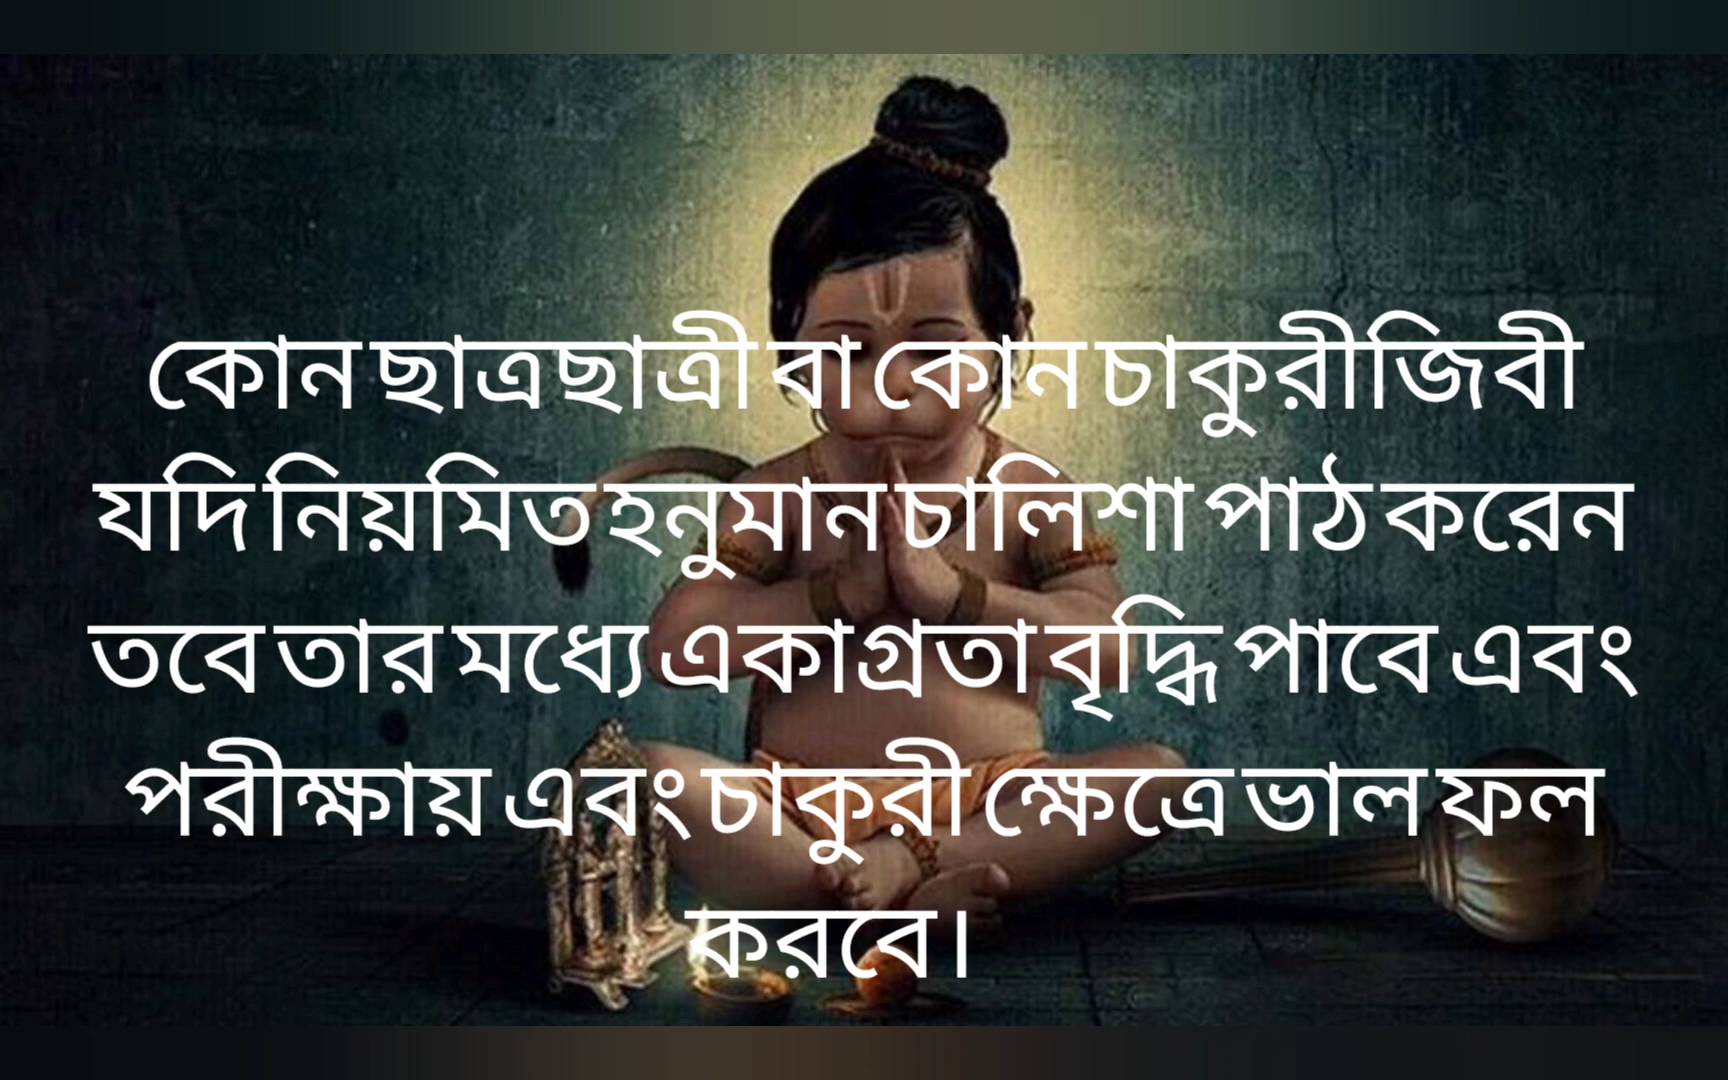 কোন ছাত্রছাত্রী বা কোন চাকুরীজিবী
যদি নিয়মিত হনুমান চালিশা পাঠ করেন
তবে তার মধ্যে একাগ্রতা বৃদ্ধি পাবে এবং
পরীক্ষায় এবং চাকুরী ক্ষেত্রে ভাল ফল
করবে।